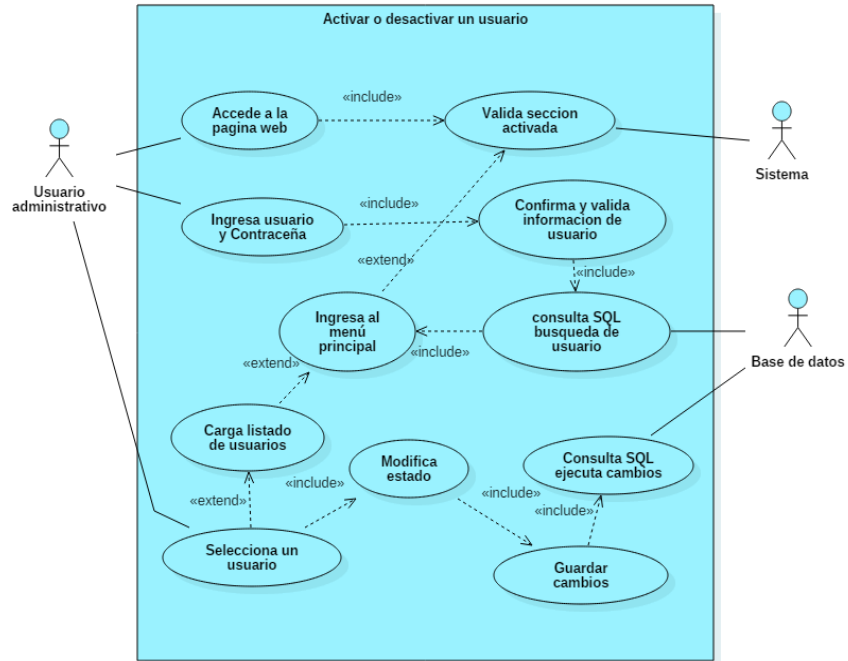 Activar o desactivar un usuario
Accede a la
pagina web
«include»
Valida seccion
activada
Usuario
administrativo
Sistema
Ingresa usuario
y Contraceña
«include»
Confirma y valida
informacion de
usuario
«extend»
«include»
Ingresa al
menú
principal
«include»
consulta SQL
busqueda de
usuario
Base de datos
«extend»
Carga listado
de usuarios
Modifica
estado
Consulta SQL
ejecuta cambios
«extend»
«include»
«include»
«include»
Selecciona un
usuario
Guardar
cambios